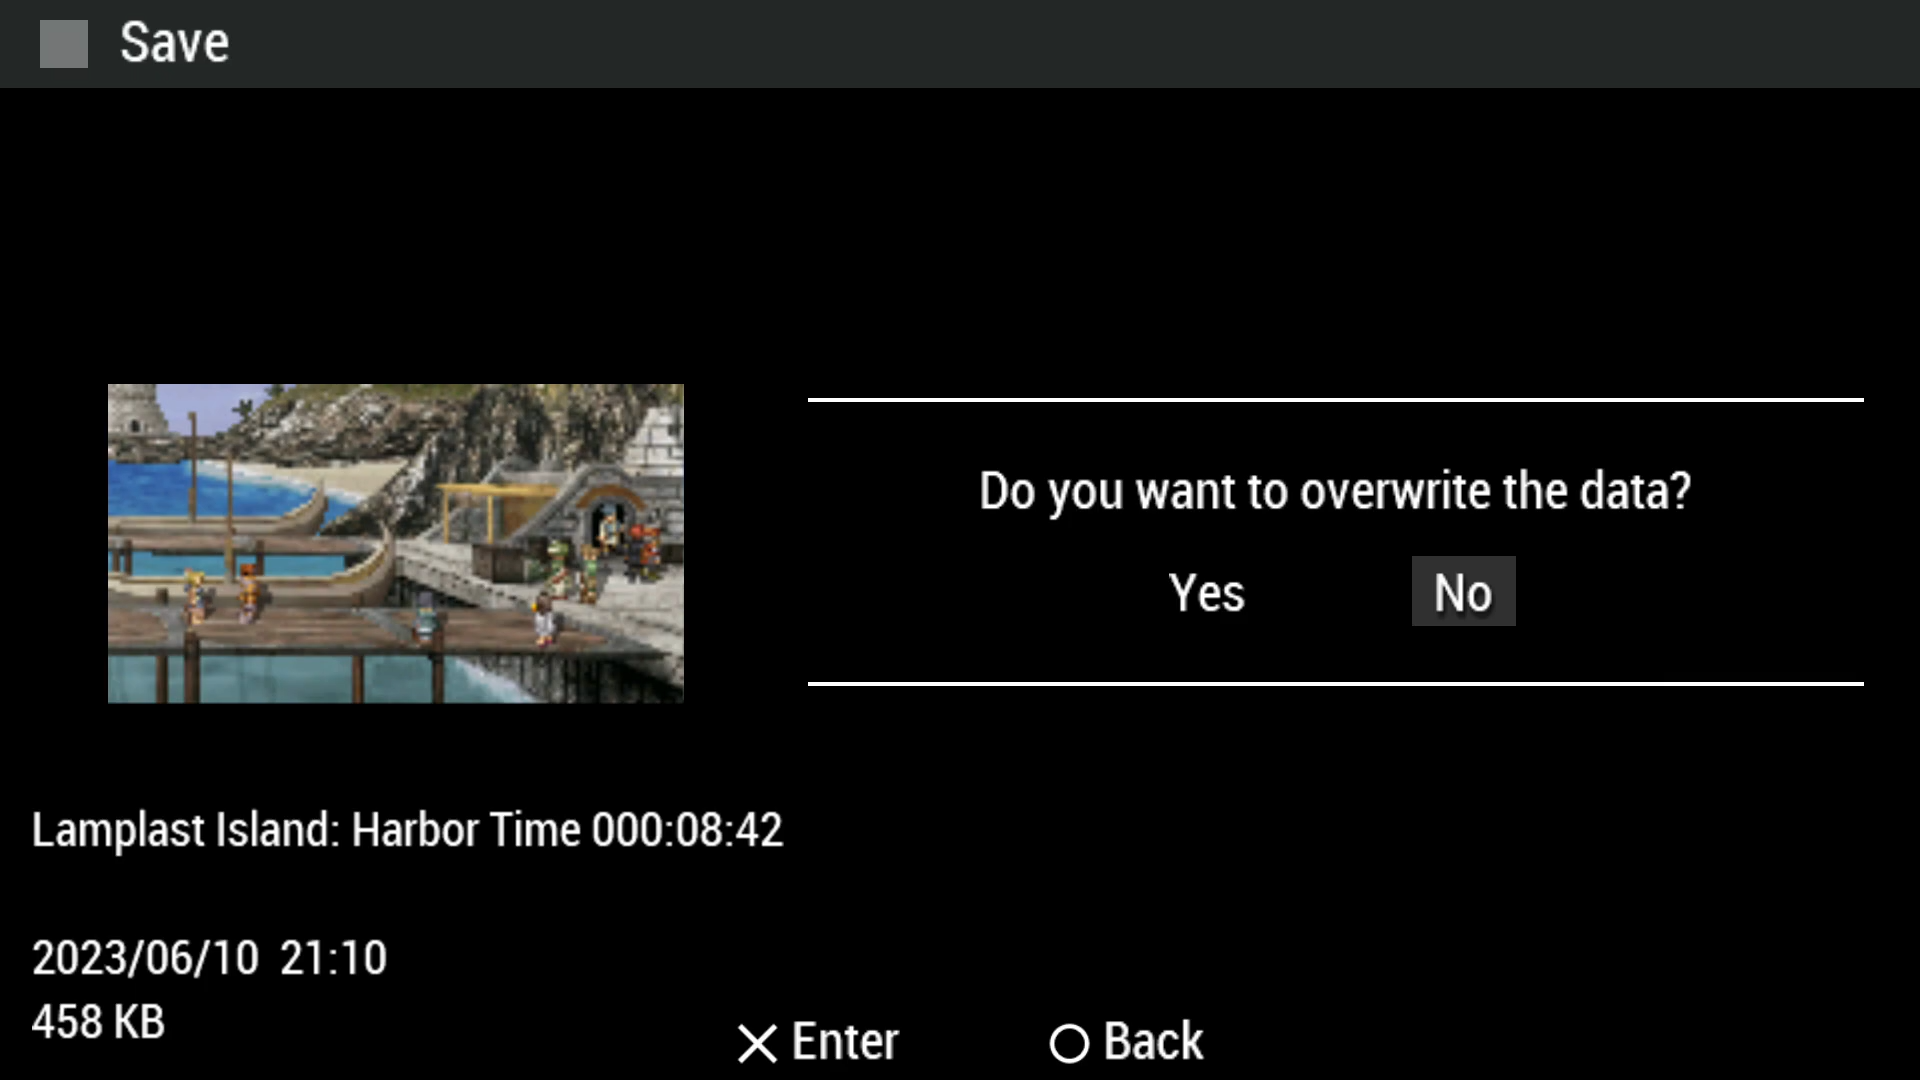 Save
Do you want to overwrite the data?
Yes No
Lamplast Island: Harbor Time 000:08:42
2023/06/10 21:10
458 KB
Enter Back